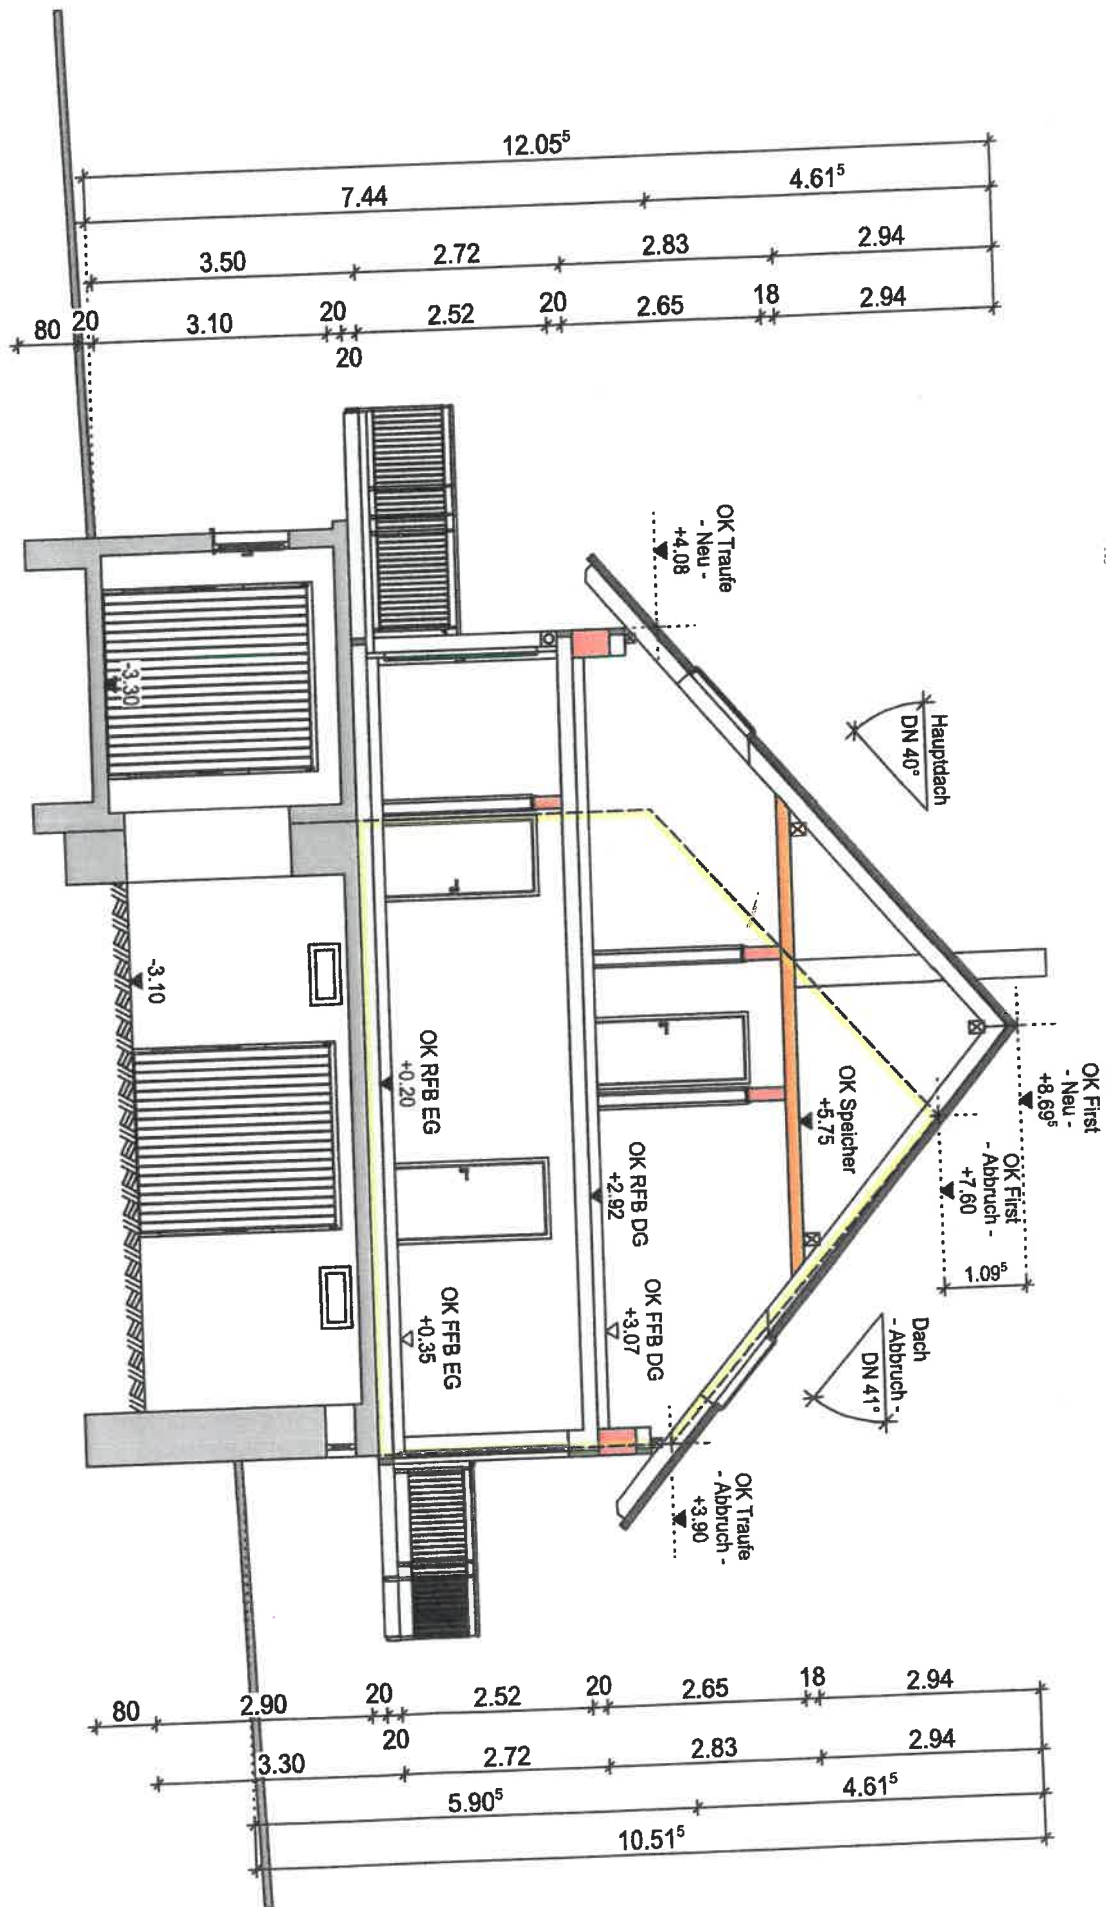 12.05⁵
7.44
4.61⁵
3.50
2.72
2.83
2.94
80
20
3.10
20
20
2.52
20
2.65
18
2.94
OK Traufe
- Neu -
+4.08
Hauptdach
DN 40°
OK First
- Neu -
+8.69⁵
OK First
- Abbruch -
+7.60
1.09⁵
Dach
- Abbruch -
DN 41°
OK Traufe
- Abbruch -
+3.90
OK Speicher
+5.75
OK RFB DG
+2.92
OK FFB DG
+3.07
OK RFB EG
+0.20
OK FFB EG
+0.35
-3.30
-3.10
80
2.90
20
20
2.52
20
2.65
18
2.94
3.30
2.72
2.83
2.94
5.90⁵
4.61⁵
10.51⁵